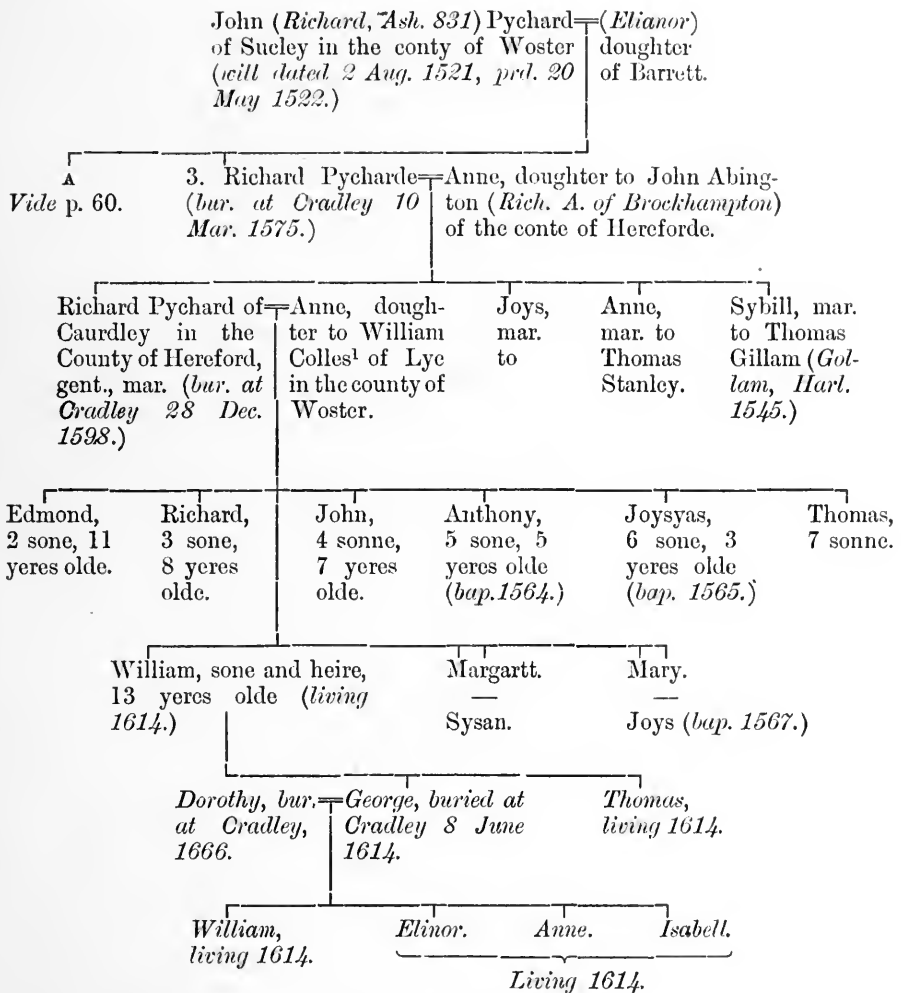 John (Richard, Ash. 831) Pychard
of Sucley in the conty of Woster
(will dated 2 Aug. 1521, prd. 20
May 1522.)
(Elianor)
doughter
of Barrett.
A
Vide p. 60.
3. Richard Pycharde
(bur. at Cradley 10
Mar. 1575.)
Anne, doughter to John Abing-
ton (Rich. A. of Brockhampton)
of the conte of Hereforde.
Richard Pychard of
Caurdley in the
County of Hereford,
gent., mar. (bur. at
Cradley 28 Dec.
1598.)
Anne, dough-
ter to William
Colles¹ of Lye
in the county of
Woster.
Joys,
mar.
to
Anne,
mar. to
Thomas
Stanley.
Sybill, mar.
to Thomas
Gillam (Gol-
lam, Harl.
1545.)
Edmond,
2 sone, 11
yeres olde.
Richard,
3 sone,
8 yeres
olde.
John,
4 sonne,
7 yeres
olde.
Anthony,
5 sone, 5
yeres olde
(bap. 1564.)
Joysyas,
6 sone, 3
yeres olde
(bap. 1565.)
Thomas,
7 sonne.
William, sone and heire,
13 yeres olde (living
1614.)
Margartt.
—
Sysan.
Mary.
—
Joys (bap. 1567.)
Dorothy, bur.
at Cradley,
1666.
George, buried at
Cradley 8 June
1614.
Thomas,
living 1614.
William,
living 1614.
Elinor. Anne. Isabell.
Living 1614.